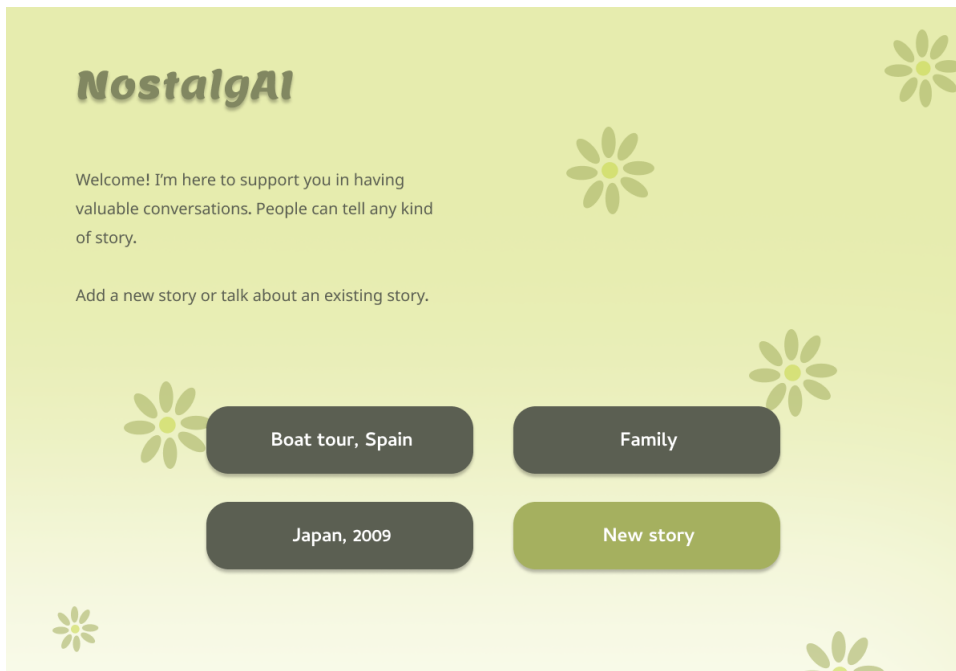 NostalgAI
Welcome! I'm here to support you in having
valuable conversations. People can tell any kind
of story.
Add a new story or talk about an existing story.
Boat tour, Spain
Family
Japan, 2009
New story